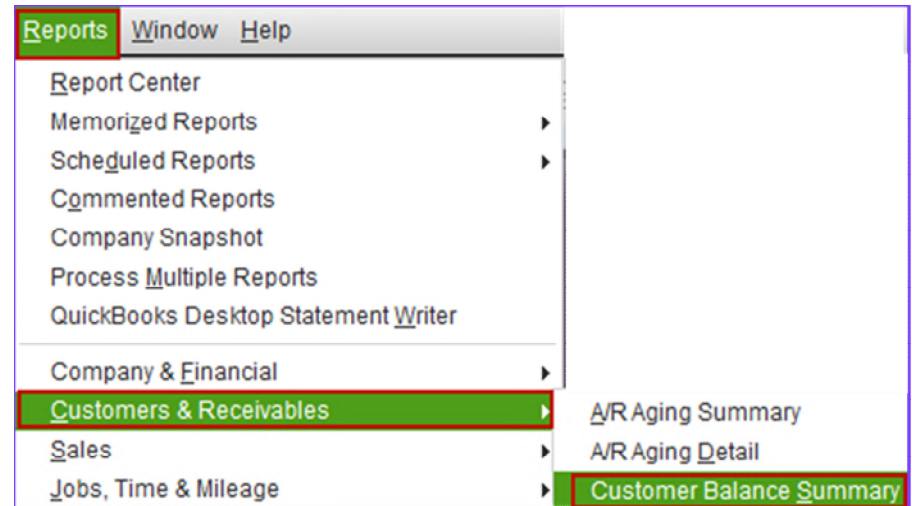 Reports Window Help
Report Center
Memorized Reports
Scheduled Reports
Commented Reports
Company Snapshot
Process Multiple Reports
QuickBooks Desktop Statement Writer
Company & Financial
Customers & Receivables
A/R Aging Summary
Sales
A/R Aging Detail
Jobs, Time & Mileage
Customer Balance Summary